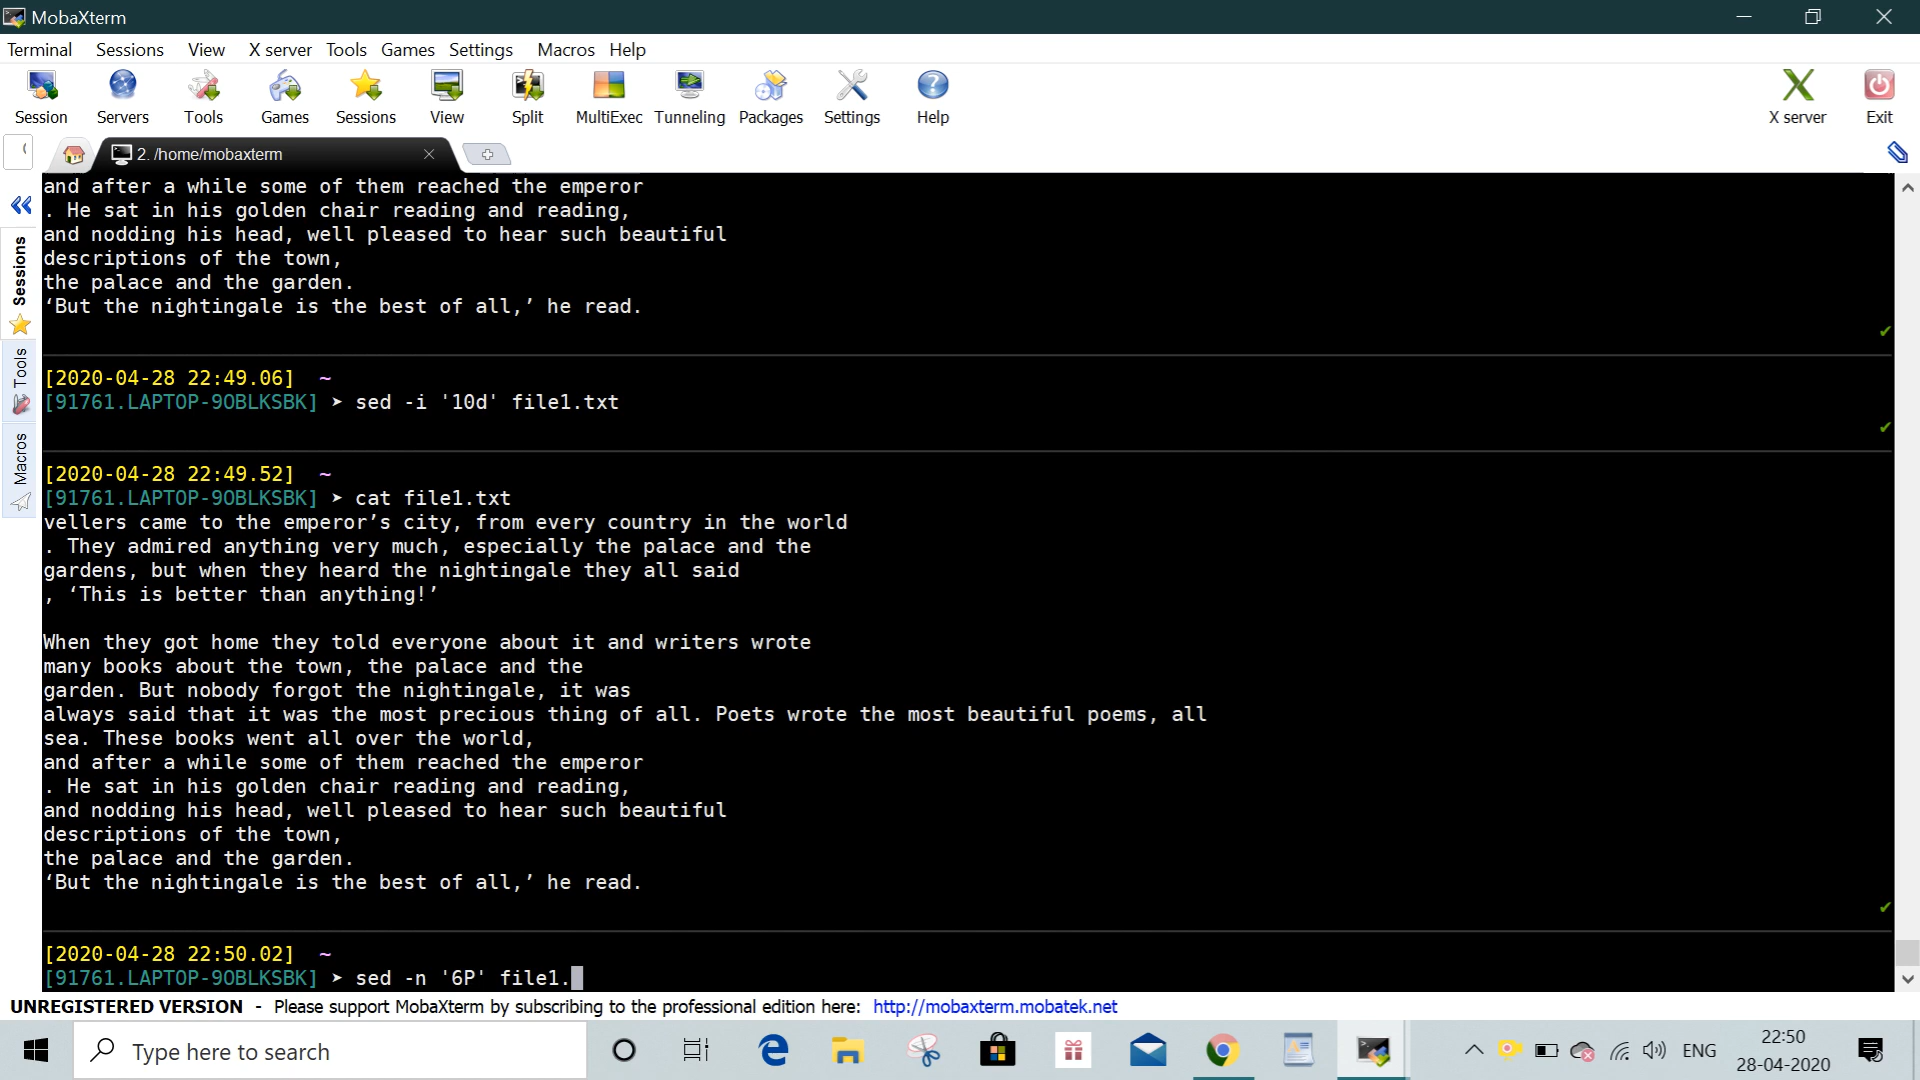 MobaXterm
Terminal Sessions View X server Tools Games Settings Macros Help
Session Servers Tools Games Sessions View Split MultiExec Tunneling Packages Settings Help X server Exit
2. /home/mobaxterm
Sessions
Tools
Macros
and after a while some of them reached the emperor
. He sat in his golden chair reading and reading,
and nodding his head, well pleased to hear such beautiful
descriptions of the town,
the palace and the garden.
‘But the nightingale is the best of all,’ he read.
[2020-04-28 22:49.06] ~
[91761.LAPTOP-9OBLKSBK] ➤ sed -i '10d' file1.txt
[2020-04-28 22:49.52] ~
[91761.LAPTOP-9OBLKSBK] ➤ cat file1.txt
vellers came to the emperor’s city, from every country in the world
. They admired anything very much, especially the palace and the
gardens, but when they heard the nightingale they all said
, ‘This is better than anything!’
When they got home they told everyone about it and writers wrote
many books about the town, the palace and the
garden. But nobody forgot the nightingale, it was
always said that it was the most precious thing of all. Poets wrote the most beautiful poems, all
sea. These books went all over the world,
and after a while some of them reached the emperor
. He sat in his golden chair reading and reading,
and nodding his head, well pleased to hear such beautiful
descriptions of the town,
the palace and the garden.
‘But the nightingale is the best of all,’ he read.
[2020-04-28 22:50.02] ~
[91761.LAPTOP-9OBLKSBK] ➤ sed -n '6P' file1.
UNREGISTERED VERSION - Please support MobaXterm by subscribing to the professional edition here: http://mobaxterm.mobatek.net
Type here to search
ENG
22:50
28-04-2020